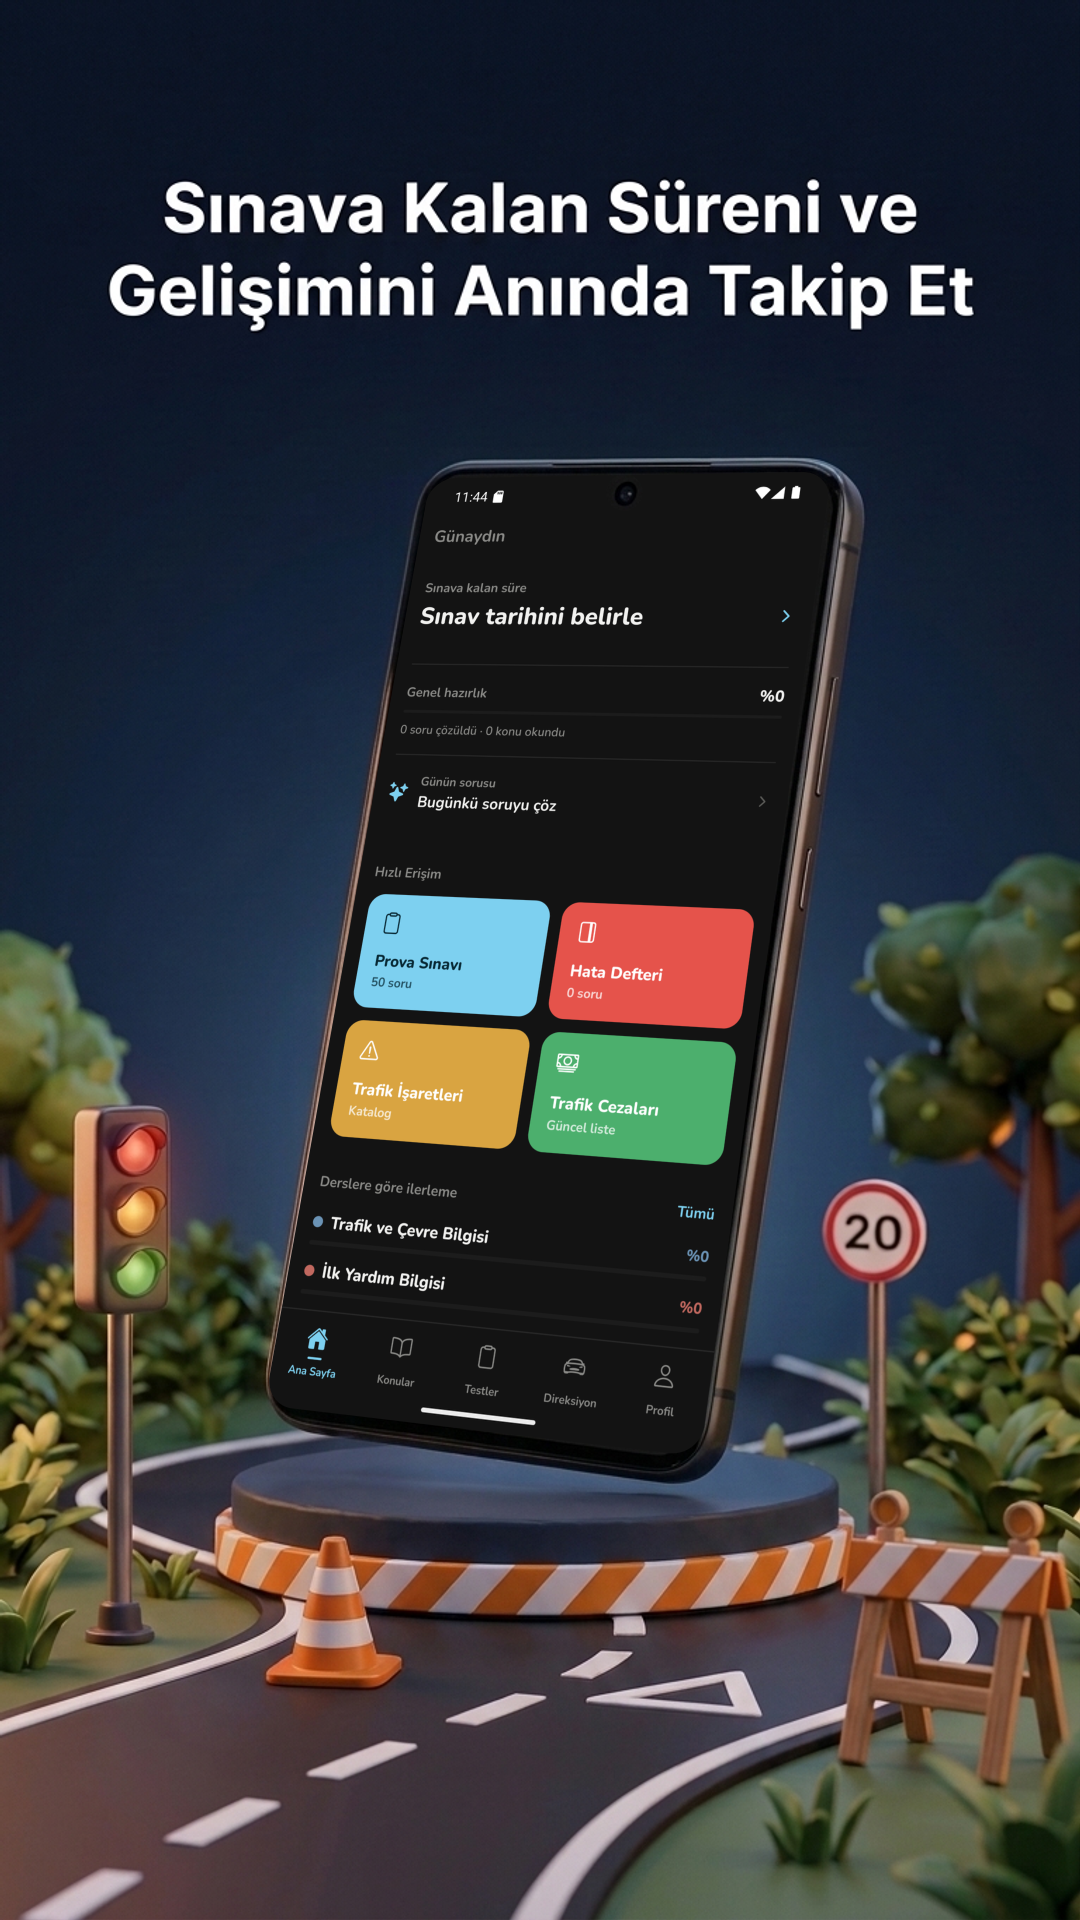 Sınava Kalan Süreni ve
Gelişimini Anında Takip Et
11:44
Günaydın
Sınava kalan süre
Sınav tarihini belirle
Genel hazırlık
%0
0 soru çözüldü · 0 konu okundu
Günün sorusu
Bugünkü soruyu çöz
Hızlı Erişim
Prova Sınavı
50 soru
Hata Defteri
0 soru
Trafik İşaretleri
Katalog
Trafik Cezaları
Güncel liste
Derslere göre ilerleme
Tümü
Trafik ve Çevre Bilgisi
%0
İlk Yardım Bilgisi
%0
Ana Sayfa
Konular
Testler
Direksiyon
Profil
20